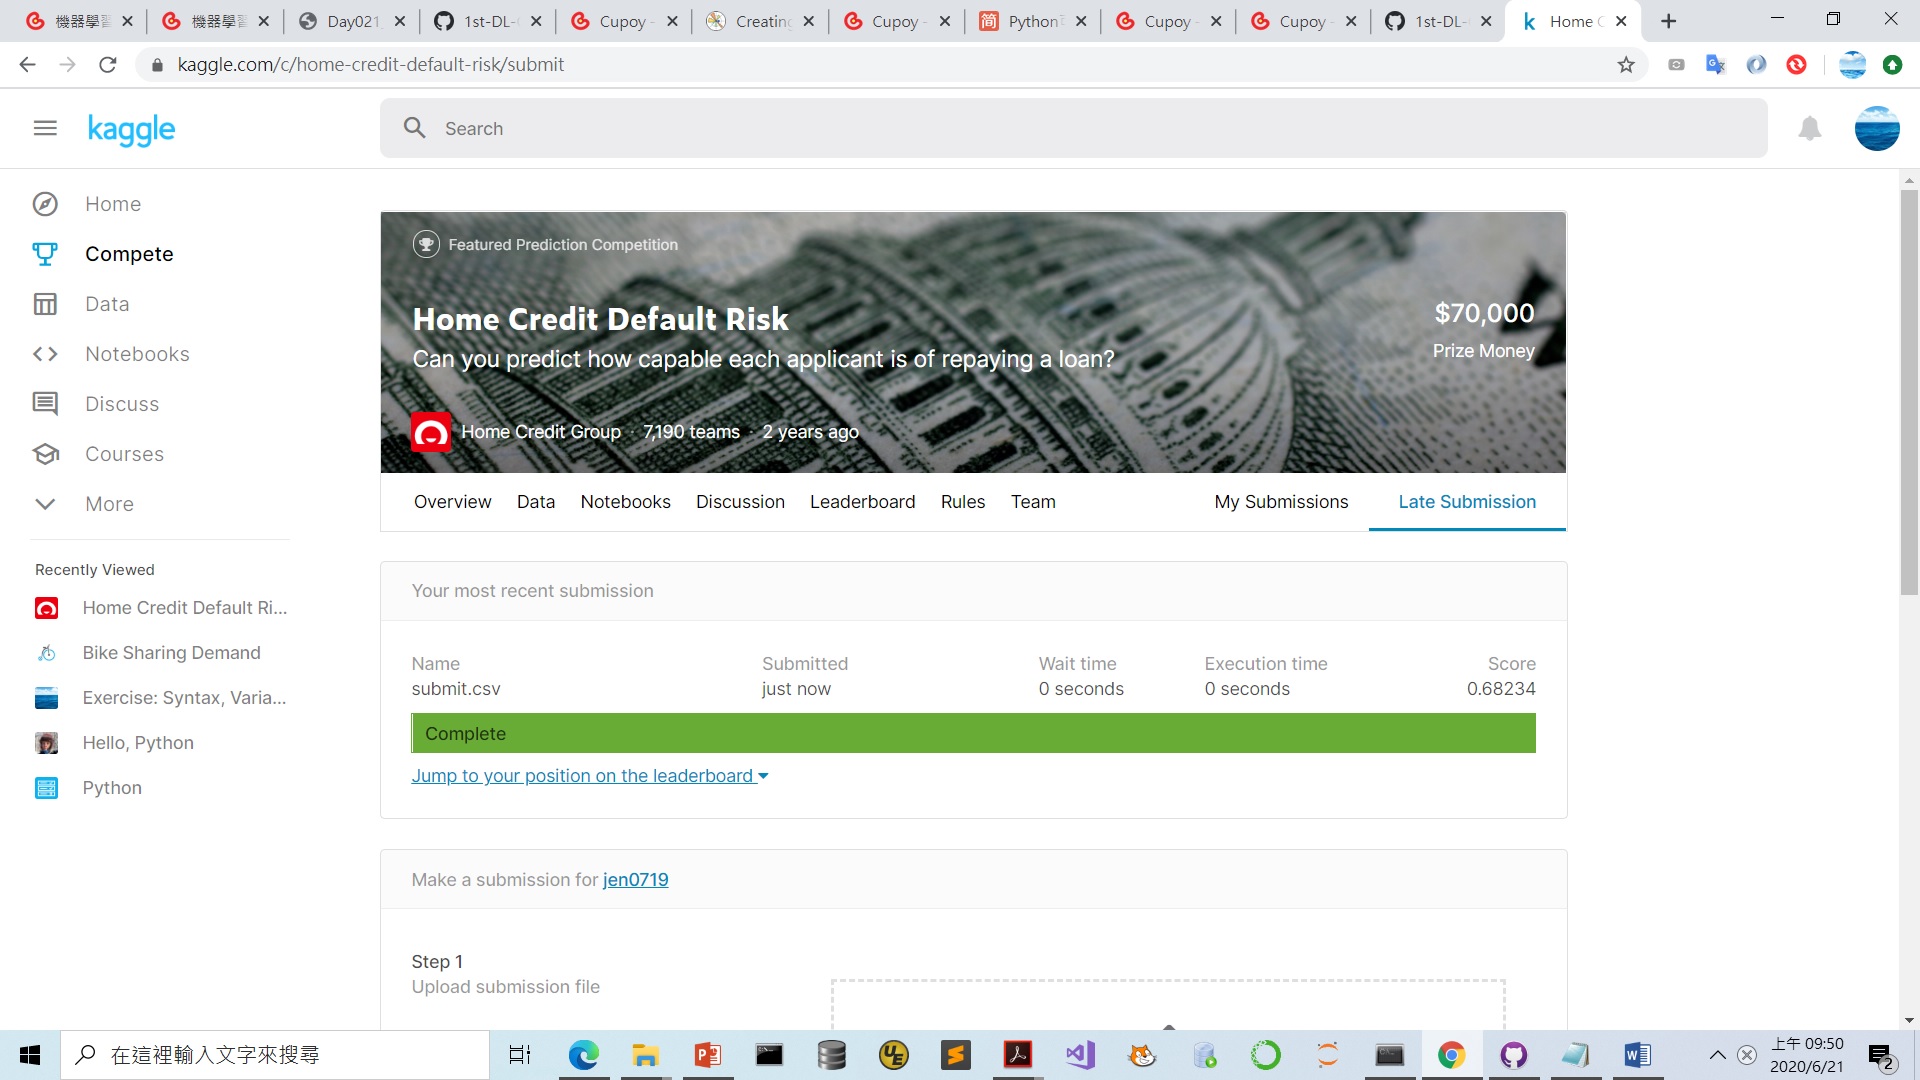 機器學習
機器學習
Day021
1st-DL-
Cupoy -
Creating
Cupoy -
Python
Cupoy -
Cupoy -
1st-DL-
Home C
kaggle.com/c/home-credit-default-risk/submit
kaggle
Search
Home
Compete
Data
Notebooks
Discuss
Courses
More
Recently Viewed
Home Credit Default Ri...
Bike Sharing Demand
Exercise: Syntax, Varia...
Hello, Python
Python
Featured Prediction Competition
Home Credit Default Risk
Can you predict how capable each applicant is of repaying a loan?
$70,000
Prize Money
Home Credit Group · 7,190 teams · 2 years ago
Overview Data Notebooks Discussion Leaderboard Rules Team My Submissions Late Submission
Your most recent submission
Name Submitted Wait time Execution time Score
submit.csv just now 0 seconds 0 seconds 0.68234
Complete
Jump to your position on the leaderboard
Make a submission for jen0719
Step 1
Upload submission file
在這裡輸入文字來搜尋
上午 09:50
2020/6/21
2